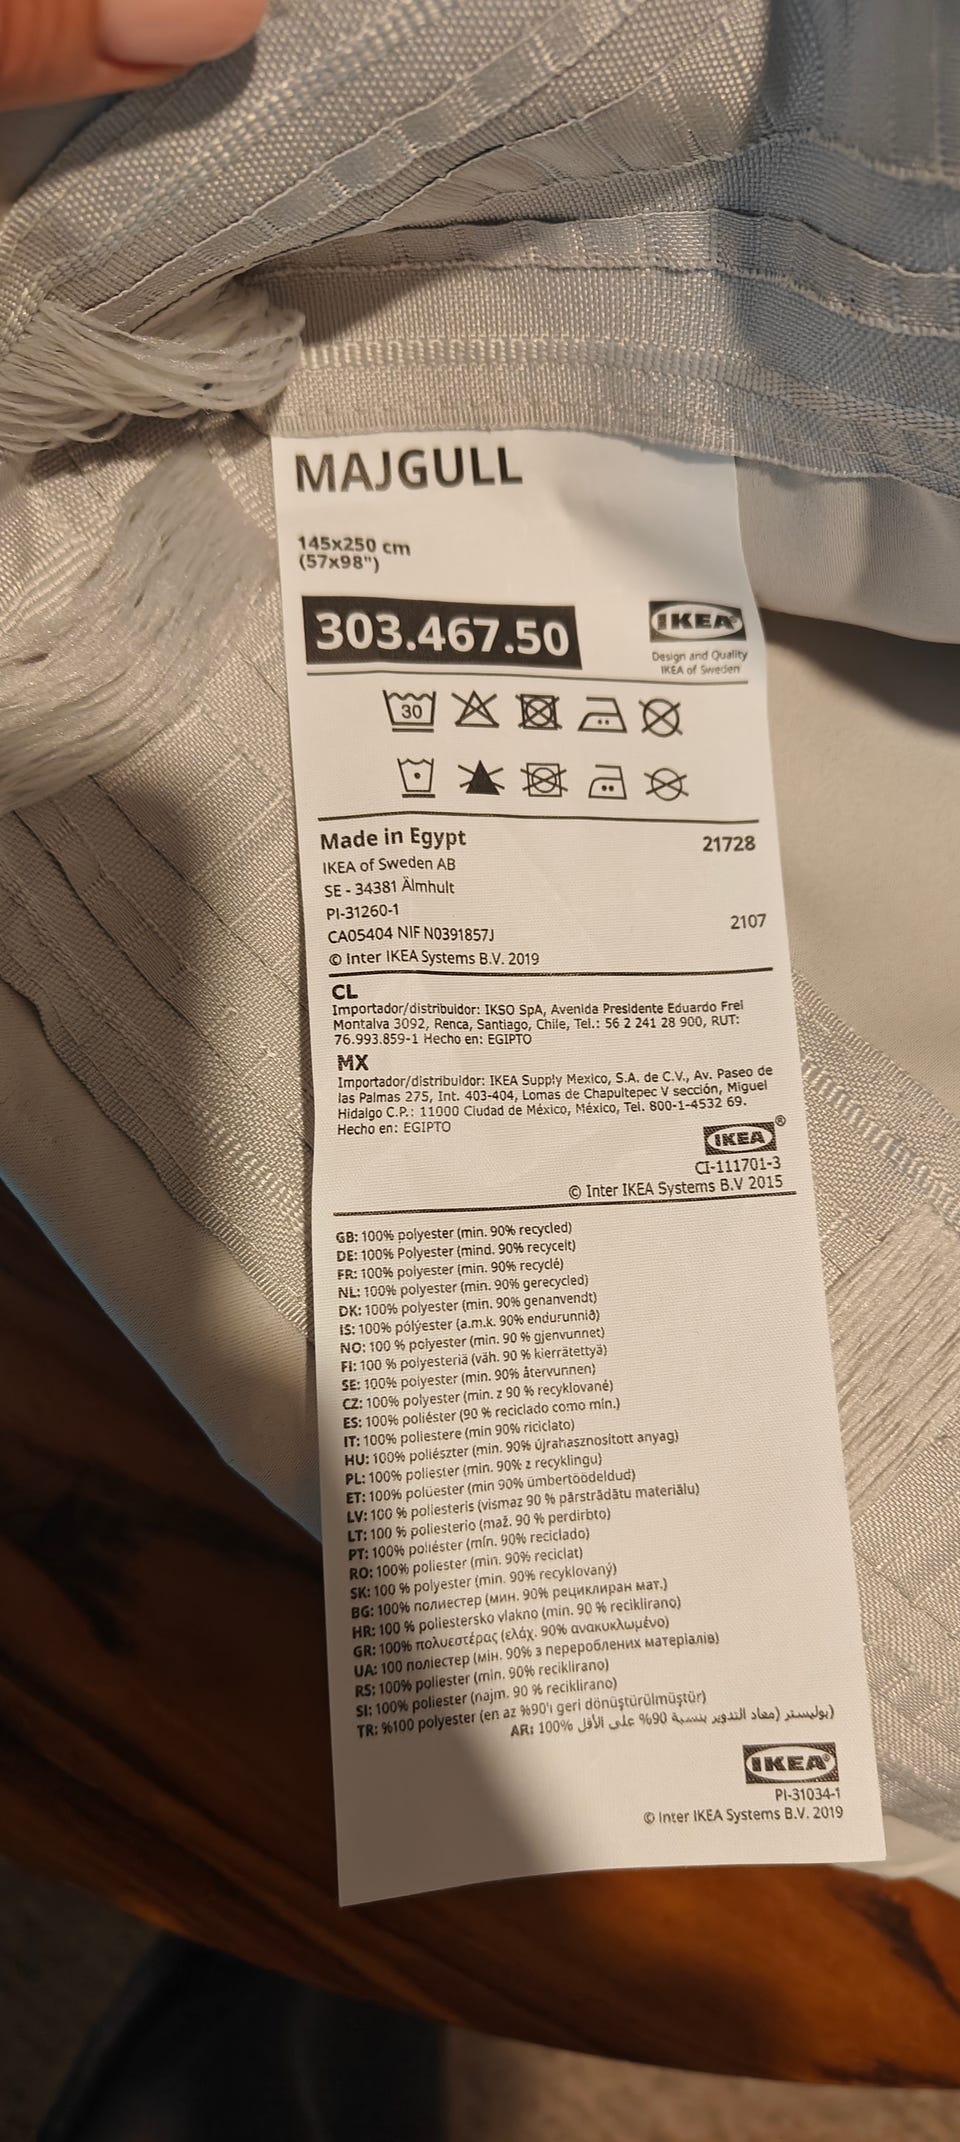 MAJGULL
145x250 cm
(57x98")
303.467.50
IKEA®
Design and Quality
IKEA of Sweden
30
Made in Egypt
21728
IKEA of Sweden AB
SE - 34381 Älmhult
PI-31260-1
2107
CA05404 NIF N0391857J
© Inter IKEA Systems B.V. 2019
CL
Importador/distribuidor: IKSO SpA, Avenida Presidente Eduardo Frei
Montalva 3092, Renca, Santiago, Chile, Tel.: 56 2 241 28 900, RUT:
76.993.859-1 Hecho en: EGIPTO
MX
Importador/distribuidor: IKEA Supply Mexico, S.A. de C.V., Av. Paseo de
las Palmas 275, Int. 403-404, Lomas de Chapultepec V sección, Miguel
Hidalgo C.P.: 11000 Ciudad de México, México, Tel. 800-1-4532 69.
Hecho en: EGIPTO
IKEA®
CI-111701-3
© Inter IKEA Systems B.V 2015
GB: 100% polyester (min. 90% recycled)
DE: 100% Polyester (mind. 90% recycelt)
FR: 100% polyester (min. 90% recyclé)
NL: 100% polyester (min. 90% gerecycled)
DK: 100% polyester (min. 90% genanvendt)
IS: 100% pólýester (a.m.k. 90% endurunnið)
NO: 100 % polyester (min. 90 % gjenvunnet)
FI: 100 % polyesteriä (väh. 90 % kierrätettyä)
SE: 100% polyester (min. 90% återvunnen)
CZ: 100% polyester (min. z 90 % recyklované)
ES: 100% poliéster (90 % reciclado como min.)
IT: 100% poliestere (min 90% riciclato)
HU: 100% poliészter (min. 90% újrahasznosított anyag)
PL: 100% poliester (min. 90% z recyklingu)
ET: 100% polüester (min 90% ümbertöödeldud)
LV: 100 % poliesteris (vismaz 90 % pārstrādātu materiālu)
LT: 100 % poliesterio (maž. 90 % perdirbto)
PT: 100% poliéster (mín. 90% reciclado)
RO: 100% poliester (min. 90% reciclat)
SK: 100 % polyester (min. 90% recyklovaný)
BG: 100% полиестер (мин. 90% рециклиран мат.)
HR: 100 % poliestersko vlakno (min. 90 % reciklirano)
GR: 100% πολυεστέρας (ελάχ. 90% ανακυκλωμένο)
UA: 100 поліестер (мін. 90% з перероблених матеріалів)
RS: 100% poliester (min. 90% reciklirano)
SI: 100% poliester (najm. 90 % reciklirano)
TR: %100 polyester (en az %90'ı geri dönüştürülmüştür)
AR: 100% بوليستر (معاد التدوير بنسبة 90% على الأقل)
IKEA®
PI-31034-1
© Inter IKEA Systems B.V. 2019